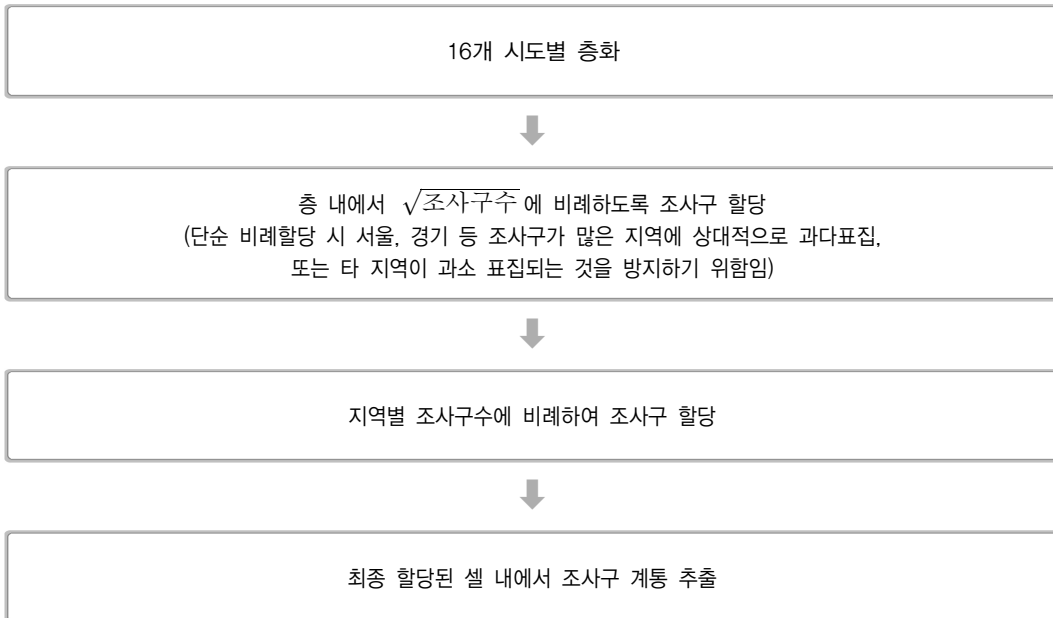 16개 시도별 층화
층 내에서 √조사구수에 비례하도록 조사구 할당
(단순 비례할당 시 서울, 경기 등 조사구가 많은 지역에 상대적으로 과다표집,
또는 타 지역이 과소 표집되는 것을 방지하기 위함임)
지역별 조사구수에 비례하여 조사구 할당
최종 할당된 셀 내에서 조사구 계통 추출